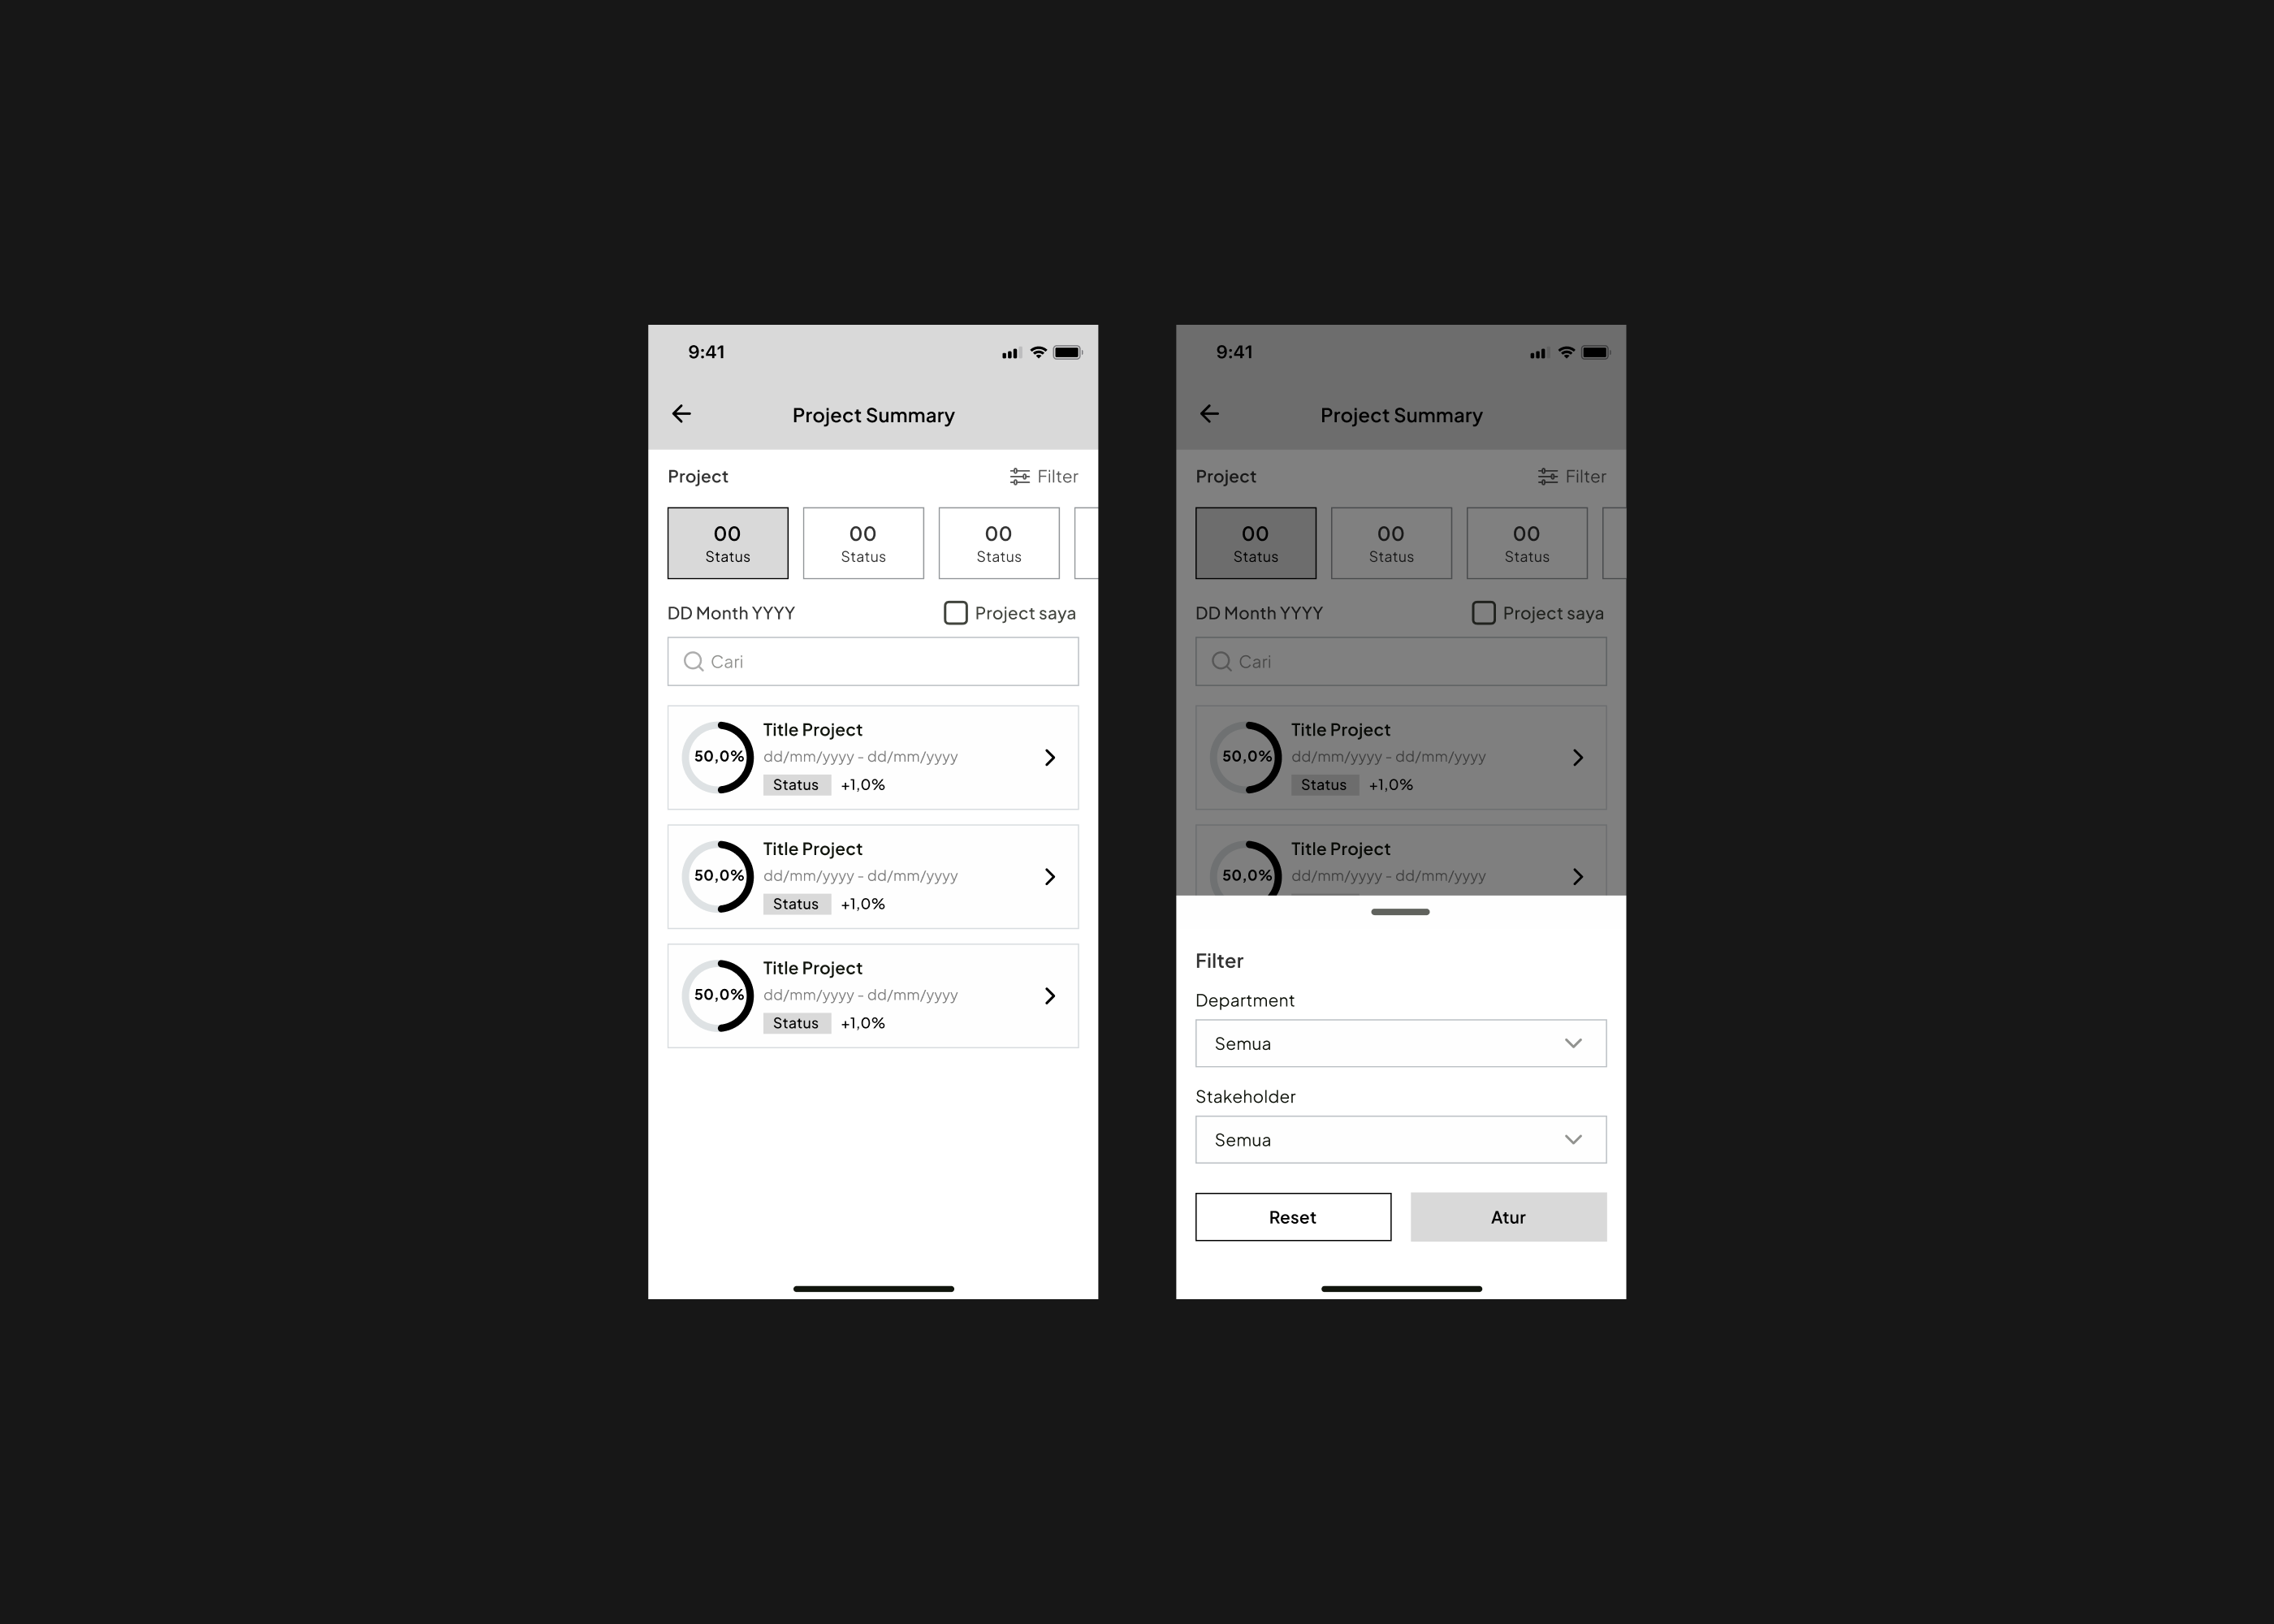 9:41
Project Summary
Project
Filter
00
Status
00
Status
00
Status
DD Month YYYY
Project saya
Cari
50,0%
Title Project
dd/mm/yyyy - dd/mm/yyyy
Status +1,0%
50,0%
Title Project
dd/mm/yyyy - dd/mm/yyyy
Status +1,0%
50,0%
Title Project
dd/mm/yyyy - dd/mm/yyyy
Status +1,0%
9:41
Project Summary
Project
Filter
00
Status
00
Status
00
Status
DD Month YYYY
Project saya
Cari
50,0%
Title Project
dd/mm/yyyy - dd/mm/yyyy
Status +1,0%
50,0%
Title Project
dd/mm/yyyy - dd/mm/yyyy
Filter
Department
Semua
Stakeholder
Semua
Reset
Atur